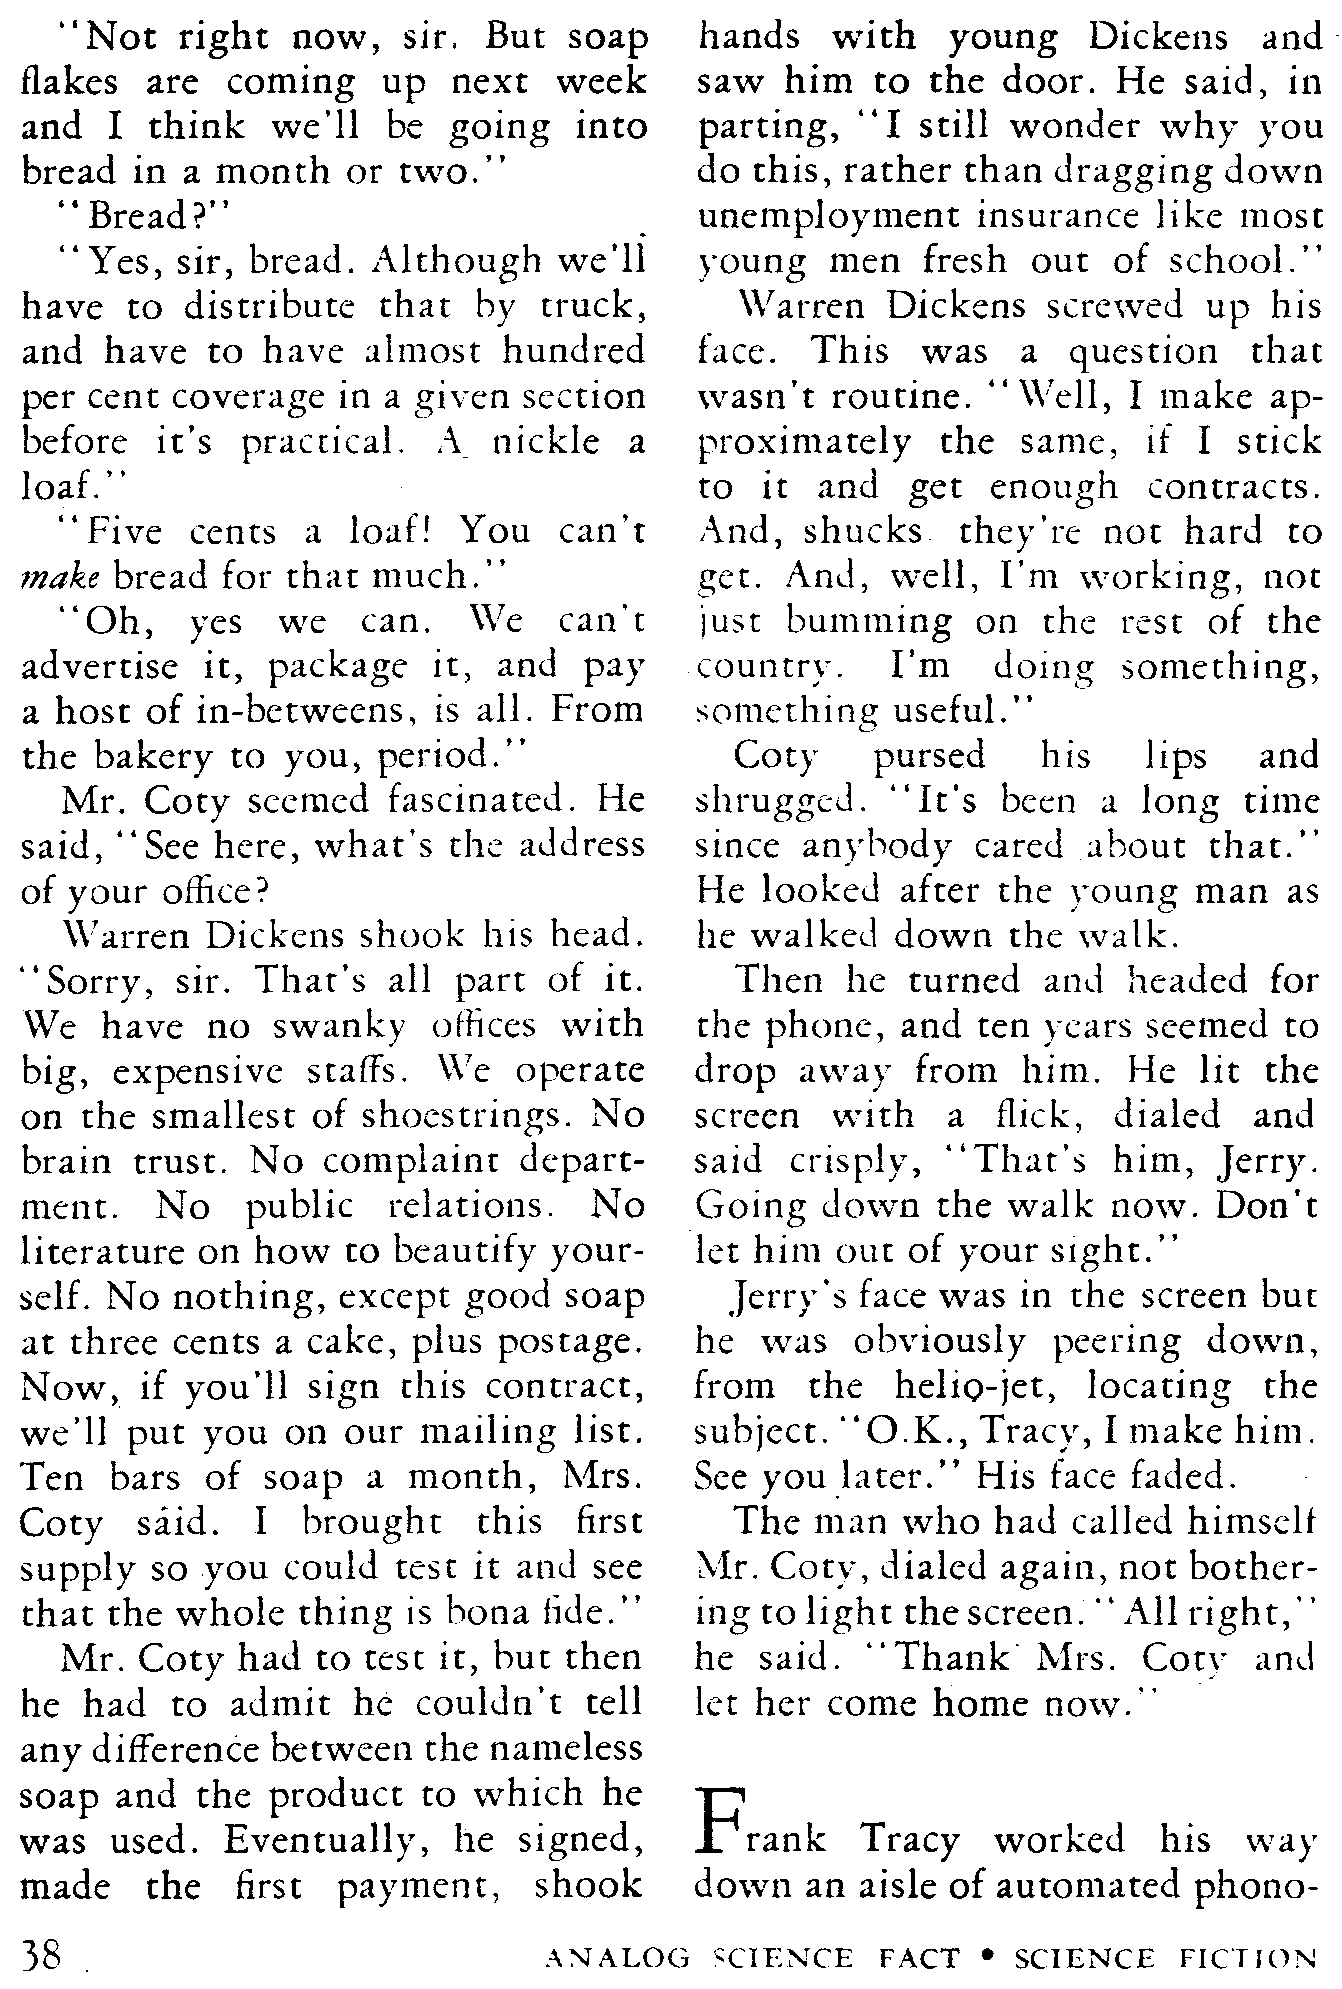 “Not right now, sir. But soap
flakes are coming up next week
and I think we'll be going into
bread in a month or two.”
“Bread?”
“Yes, sir, bread. Although we'll
have to distribute that by truck,
and have to have almost hundred
per cent coverage in a given section
before it's practical. A nickle a
loaf.”
“Five cents a loaf! You can't
make bread for that much.”
“Oh, yes we can. We can't
advertise it, package it, and pay
a host of in-betweens, is all. From
the bakery to you, period.”
Mr. Coty seemed fascinated. He
said, “See here, what's the address
of your office?
Warren Dickens shook his head.
“Sorry, sir. That's all part of it.
We have no swanky offices with
big, expensive staffs. We operate
on the smallest of shoestrings. No
brain trust. No complaint depart-
ment. No public relations. No
literature on how to beautify your-
self. No nothing, except good soap
at three cents a cake, plus postage.
Now, if you'll sign this contract,
we'll put you on our mailing list.
Ten bars of soap a month, Mrs.
Coty said. I brought this first
supply so you could test it and see
that the whole thing is bona fide.”
Mr. Coty had to test it, but then
he had to admit he couldn't tell
any difference between the nameless
soap and the product to which he
was used. Eventually, he signed,
made the first payment, shook
hands with young Dickens and
saw him to the door. He said, in
parting, “I still wonder why you
do this, rather than dragging down
unemployment insurance like most
young men fresh out of school.”
Warren Dickens screwed up his
face. This was a question that
wasn't routine. “Well, I make ap-
proximately the same, if I stick
to it and get enough contracts.
And, shucks they're not hard to
get. And, well, I'm working, not
just bumming on the rest of the
country. I'm doing something,
something useful.”
Coty pursed his lips and
shrugged. “It's been a long time
since anybody cared about that.”
He looked after the young man as
he walked down the walk.
Then he turned and headed for
the phone, and ten years seemed to
drop away from him. He lit the
screen with a flick, dialed and
said crisply, “That's him, Jerry.
Going down the walk now. Don't
let him out of your sight.”
Jerry's face was in the screen but
he was obviously peering down,
from the helio-jet, locating the
subject. “O.K., Tracy, I make him.
See you later.” His face faded.
The man who had called himself
Mr. Coty, dialed again, not bother-
ing to light the screen. “All right,”
he said. “Thank Mrs. Coty and
let her come home now.”
Frank Tracy worked his way
down an aisle of automated phono-
38 ANALOG SCIENCE FACT • SCIENCE FICTION